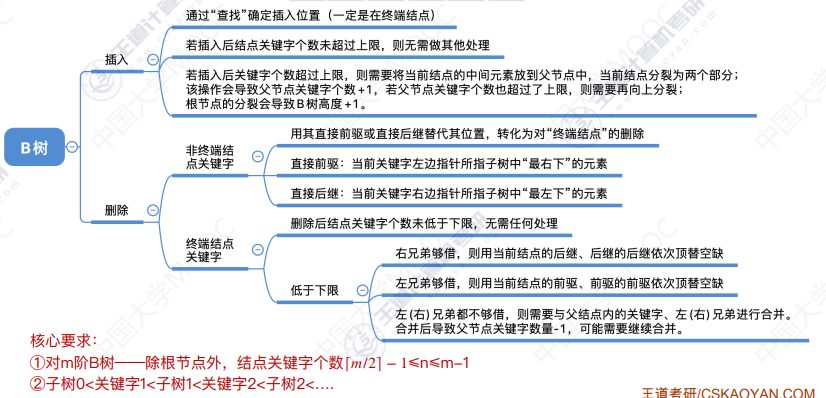 B树
插入
通过“查找”确定插入位置（一定是在终端结点）
若插入后结点关键字个数未超过上限，则无需做其他处理
若插入后关键字个数超过上限，则需要将当前结点的中间元素放到父节点中，当前结点分裂为两个部分；
该操作会导致父节点关键字个数+1，若父节点关键字个数也超过了上限，则需要再向上分裂；
根节点的分裂会导致B树高度+1。
删除
非终端结
点关键字
用其直接前驱或直接后继替代其位置，转化为对“终端结点”的删除
直接前驱：当前关键字左边指针所指子树中“最右下”的元素
直接后继：当前关键字右边指针所指子树中“最左下”的元素
终端结点
关键字
删除后结点关键字个数未低于下限，无需任何处理
低于下限
右兄弟够借，则用当前结点的后继、后继的后继依次顶替空缺
左兄弟够借，则用当前结点的前驱、前驱的前驱依次顶替空缺
左(右)兄弟都不够借，则需要与父结点内的关键字、左(右)兄弟进行合并。
合并后导致父节点关键字数量-1，可能需要继续合并。
核心要求：
①对m阶B树——除根节点外，结点关键字个数⌈m/2⌉ − 1≤n≤m-1
②子树0<关键字1<子树1<关键字2<子树2<....
王道考研/CSKAOYAN.COM